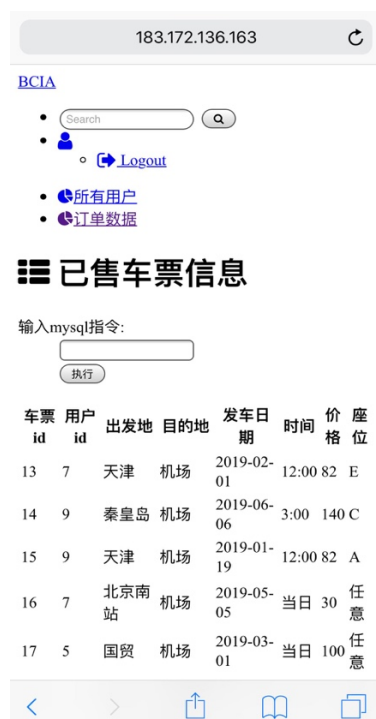 183.172.136.163
BCIA
Search
Logout
所有用户
订单数据
已售车票信息
输入mysql指令:
执行
车票id 用户id 出发地 目的地 发车日期 时间 价格 座位
13 7 天津 机场 2019-02-01 12:00 82 E
14 9 秦皇岛 机场 2019-06-06 3:00 140 C
15 9 天津 机场 2019-01-19 12:00 82 A
16 7 北京南站 机场 2019-05-05 当日 30 任意
17 5 国贸 机场 2019-03-01 当日 100 任意